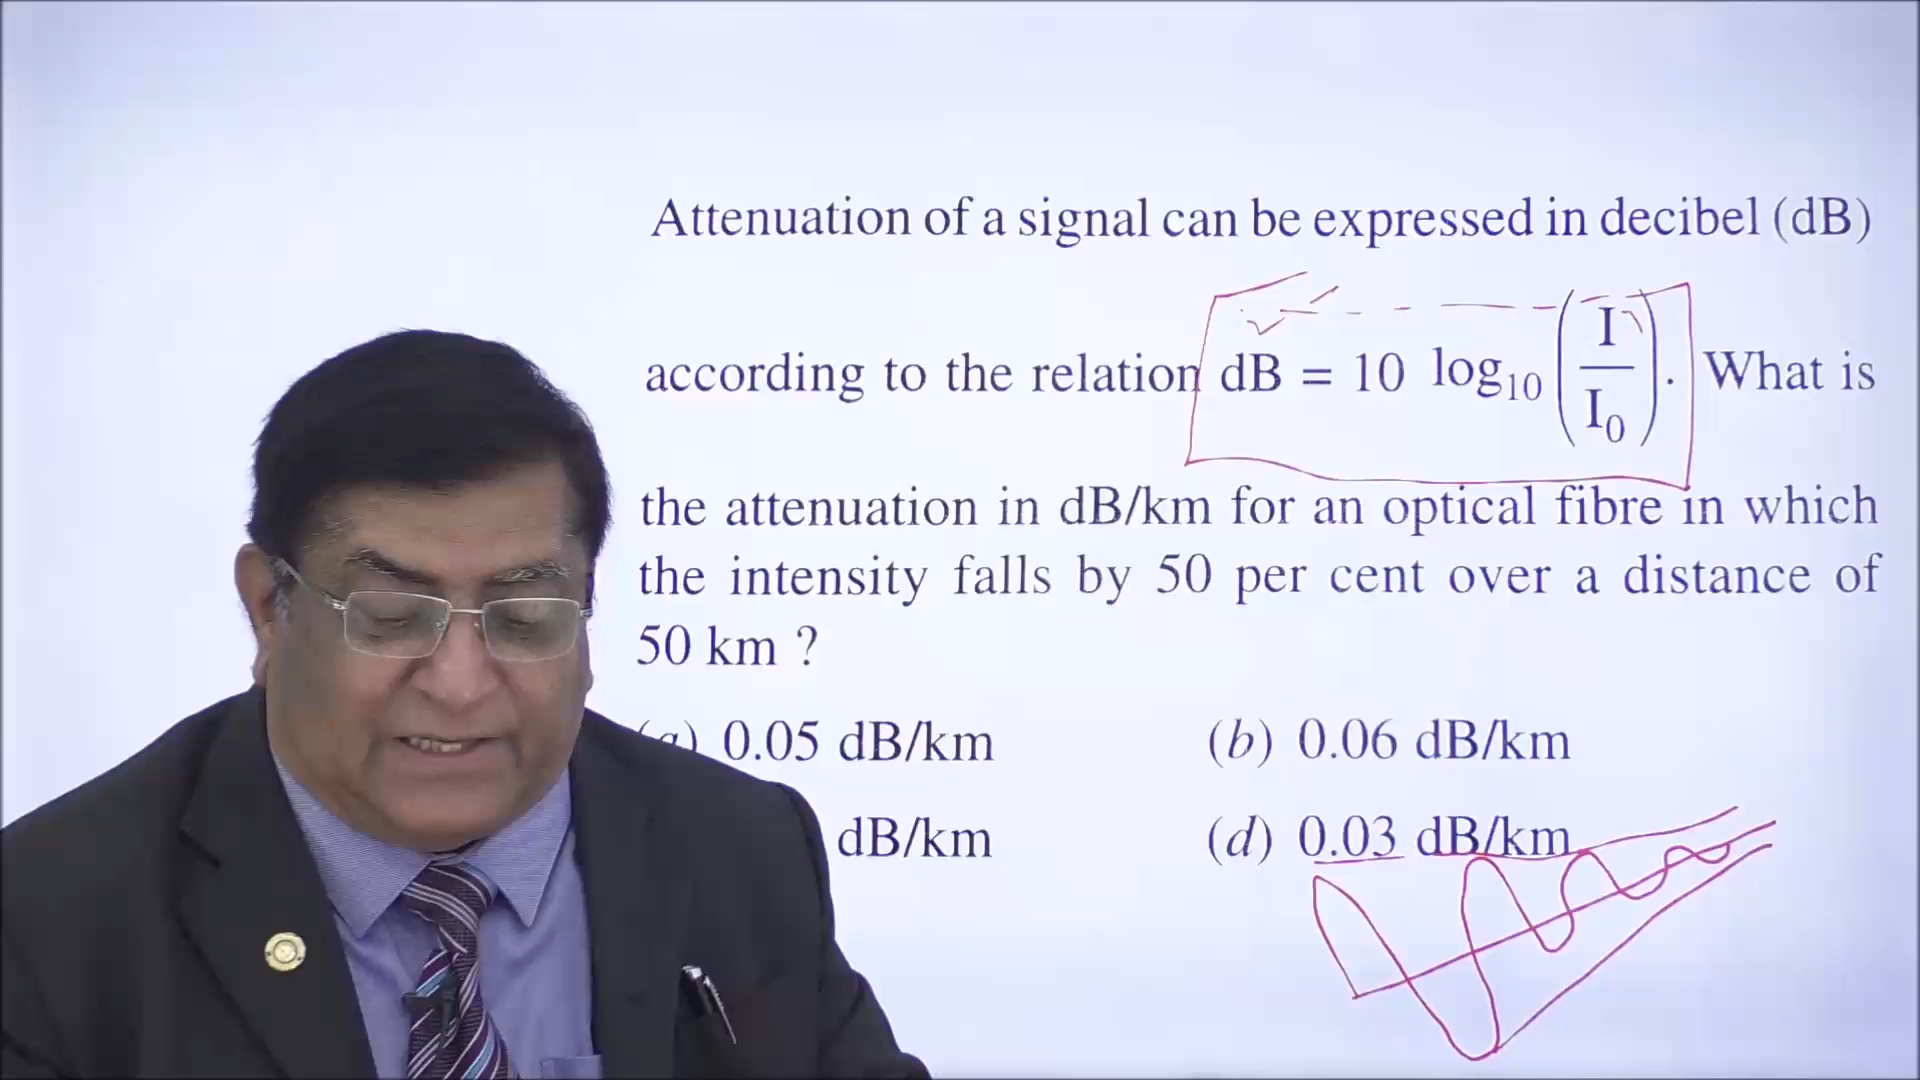 Attenuation of a signal can be expressed in decibel (dB)
according to the relation dB = 10 log₁₀ (I/I₀). What is
the attenuation in dB/km for an optical fibre in which
the intensity falls by 50 per cent over a distance of
50 km ?
(a) 0.05 dB/km (b) 0.06 dB/km
dB/km (d) 0.03 dB/km